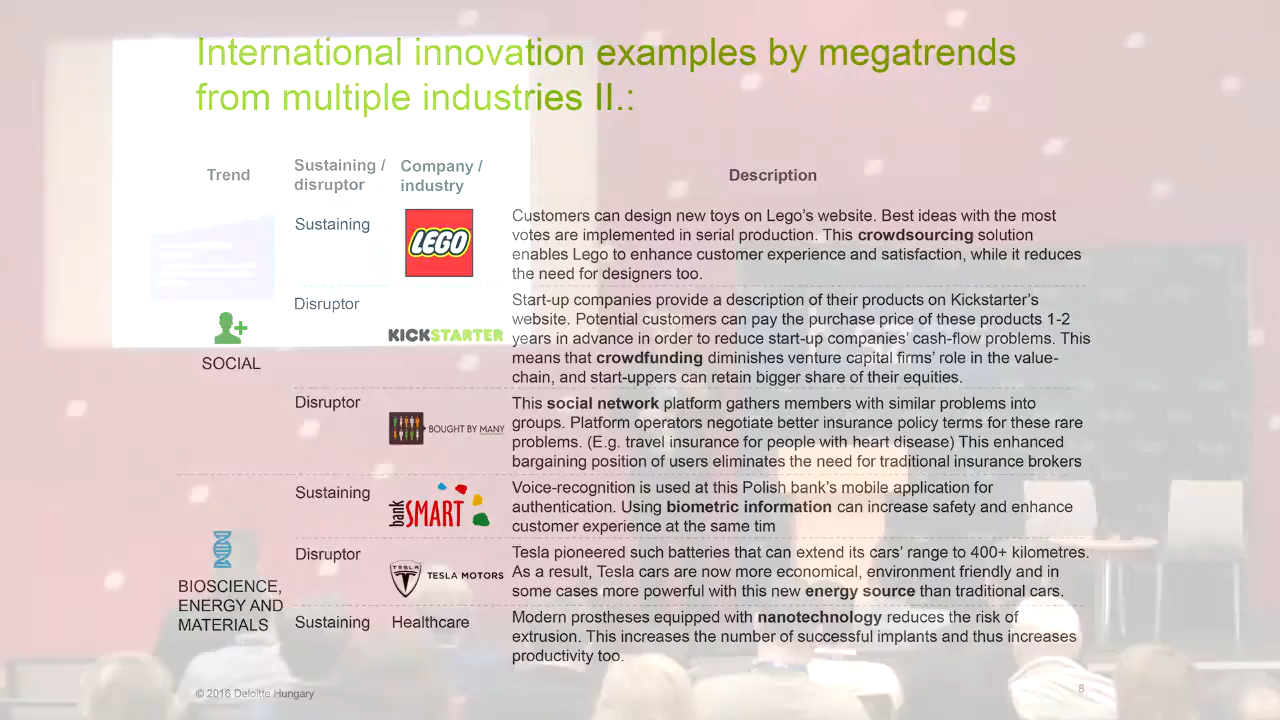 International innovation examples by megatrends
from multiple industries II.:
Trend
Sustaining /
disruptor
Company /
industry
Description
SOCIAL
Sustaining
LEGO
Customers can design new toys on Lego's website. Best ideas with the most
votes are implemented in serial production. This crowdsourcing solution
enables Lego to enhance customer experience and satisfaction, while it reduces
the need for designers too.
Disruptor
KICKSTARTER
Start-up companies provide a description of their products on Kickstarter's
website. Potential customers can pay the purchase price of these products 1-2
years in advance in order to reduce start-up companies' cash-flow problems. This
means that crowdfunding diminishes venture capital firms' role in the value-
chain, and start-uppers can retain bigger share of their equities.
Disruptor
BOUGHT BY MANY
This social network platform gathers members with similar problems into
groups. Platform operators negotiate better insurance policy terms for these rare
problems. (E.g. travel insurance for people with heart disease) This enhanced
bargaining position of users eliminates the need for traditional insurance brokers
BIOSCIENCE,
ENERGY AND
MATERIALS
Sustaining
bank SMART
Voice-recognition is used at this Polish bank's mobile application for
authentication. Using biometric information can increase safety and enhance
customer experience at the same tim
Disruptor
TESLA
TESLA MOTORS
Tesla pioneered such batteries that can extend its cars' range to 400+ kilometres.
As a result, Tesla cars are now more economical, environment friendly and in
some cases more powerful with this new energy source than traditional cars.
Sustaining
Healthcare
Modern prostheses equipped with nanotechnology reduces the risk of
extrusion. This increases the number of successful implants and thus increases
productivity too.
© 2016 Deloitte Hungary
8